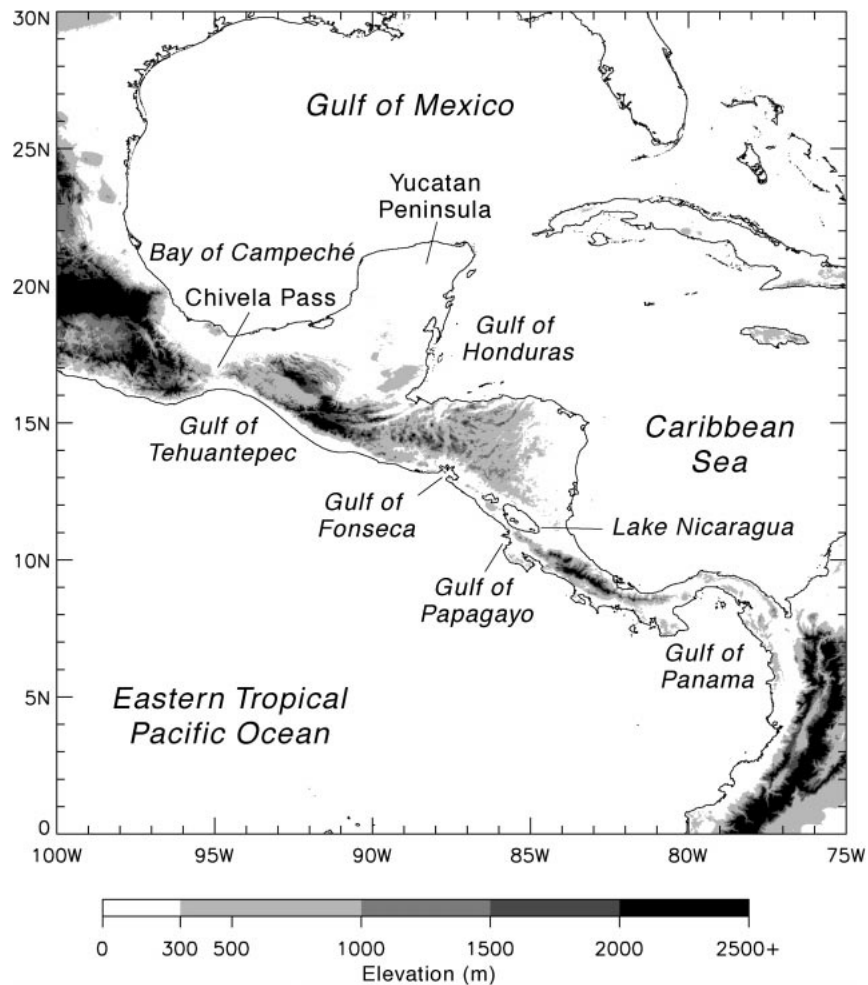 30N
Gulf of Mexico
25N
Yucatan
Peninsula
Bay of Campeché
20N
Chivela Pass
Gulf of
Honduras
15N
Gulf of
Tehuantepec
Caribbean
Sea
Gulf of
Fonseca
Lake Nicaragua
10N
Gulf of
Papagayo
Gulf of
Panama
5N
Eastern Tropical
Pacific Ocean
0
100W 95W 90W 85W 80W 75W
0 300 500 1000 1500 2000 2500+
Elevation (m)